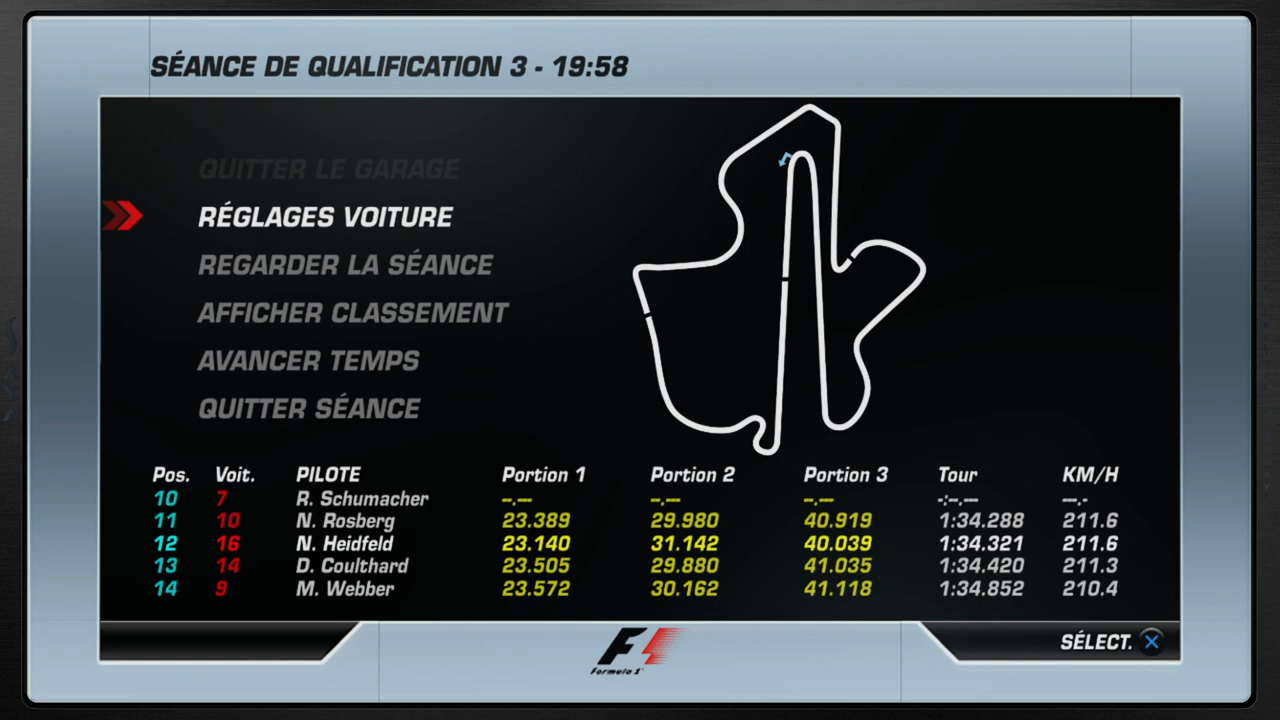 SÉANCE DE QUALIFICATION 3 - 19:58
QUITTER LE GARAGE
RÉGLAGES VOITURE
REGARDER LA SÉANCE
AFFICHER CLASSEMENT
AVANCER TEMPS
QUITTER SÉANCE
Pos. Voit. PILOTE Portion 1 Portion 2 Portion 3 Tour KM/H
10 7 R. Schumacher --.--- --.--- --.--- -:--.--- ---.-
11 10 N. Rosberg 23.389 29.980 40.919 1:34.288 211.6
12 16 N. Heidfeld 23.140 31.142 40.039 1:34.321 211.6
13 14 D. Coulthard 23.505 29.880 41.035 1:34.420 211.3
14 9 M. Webber 23.572 30.162 41.118 1:34.852 210.4
SÉLECT.
F1
Formula 1